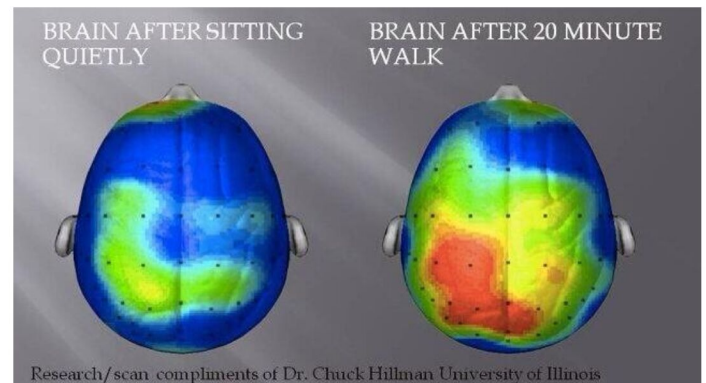 BRAIN AFTER SITTING
QUIETLY
BRAIN AFTER 20 MINUTE
WALK
Research/scan compliments of Dr. Chuck Hillman University of Illinois